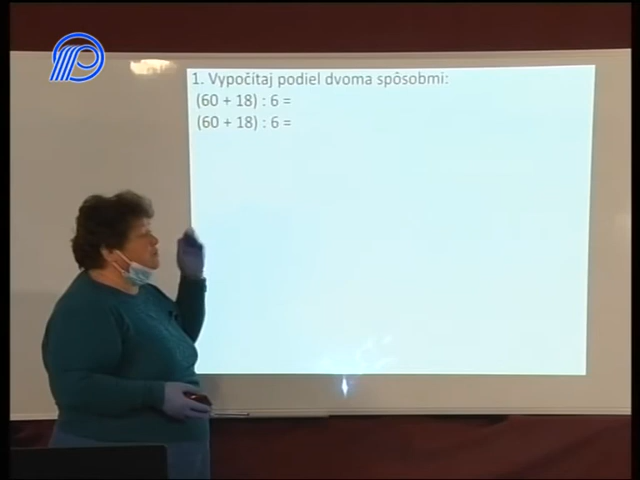 1. Vypočítaj podiel dvoma spôsobmi:
(60 + 18) : 6 =
(60 + 18) : 6 =